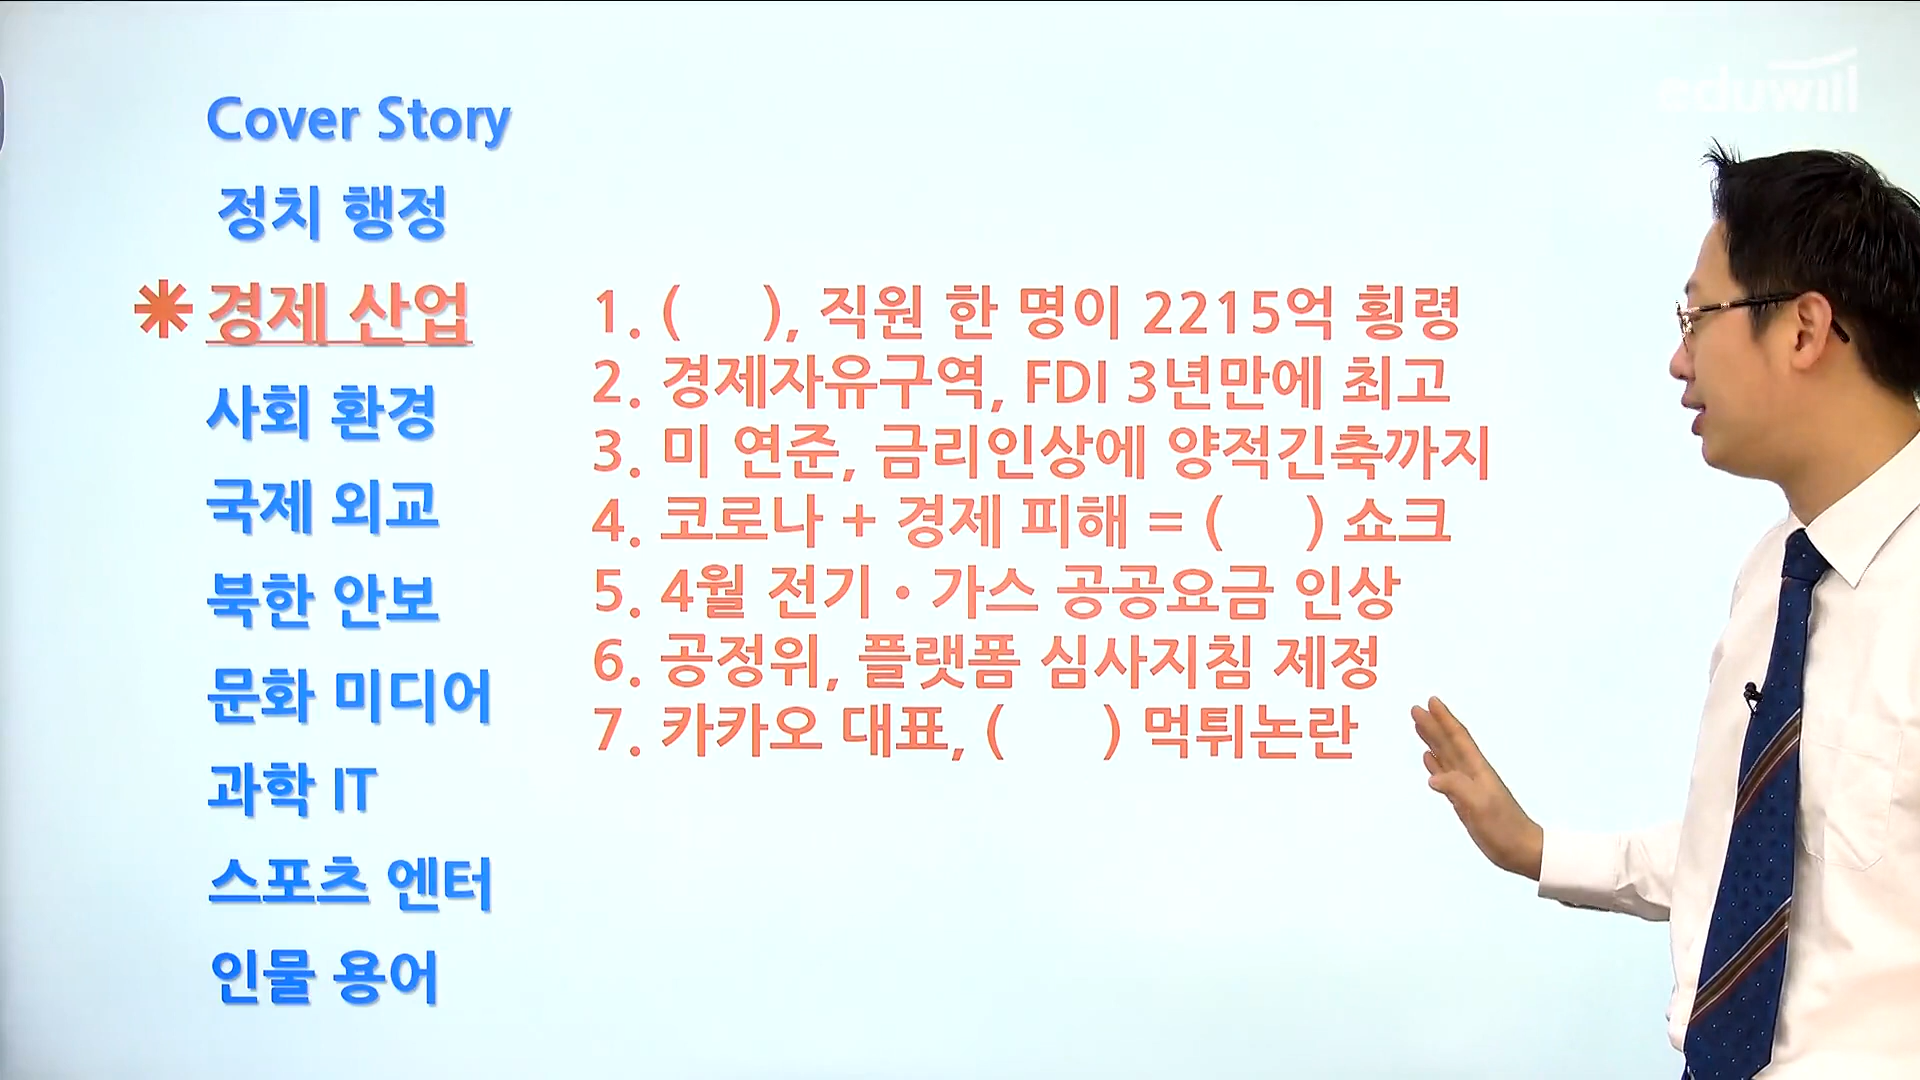 eduwill
Cover Story
정치 행정
* 경제 산업
사회 환경
국제 외교
북한 안보
문화 미디어
과학 IT
스포츠 엔터
인물 용어
1. (    ), 직원 한 명이 2215억 횡령
2. 경제자유구역, FDI 3년만에 최고
3. 미 연준, 금리인상에 양적긴축까지
4. 코로나 + 경제 피해 = (    ) 쇼크
5. 4월 전기·가스 공공요금 인상
6. 공정위, 플랫폼 심사지침 제정
7. 카카오 대표, (     ) 먹튀논란